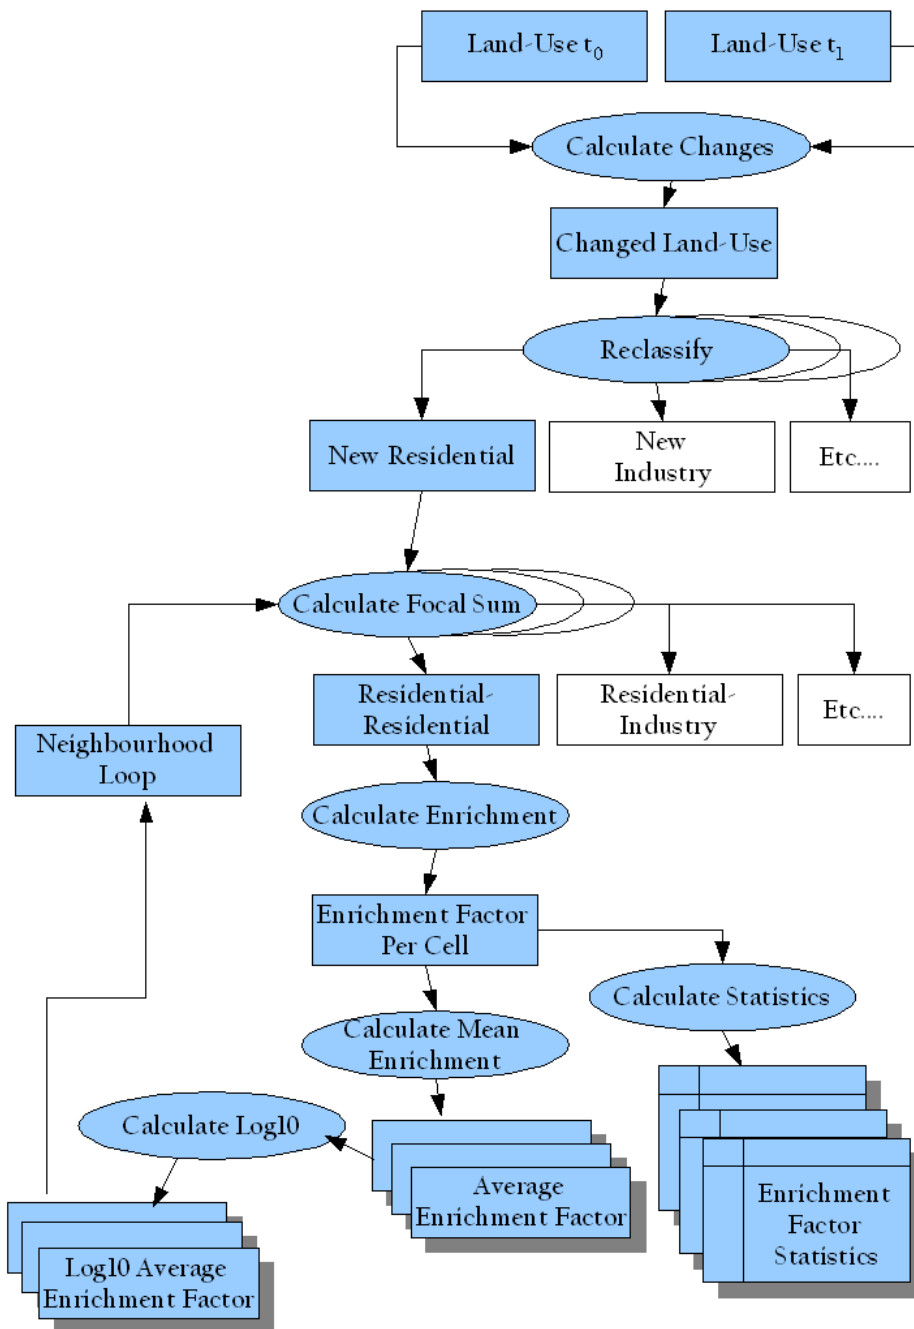 Land-Use t0
Land-Use t1
Calculate Changes
Changed Land-Use
Reclassify
New Residential
New
Industry
Etc....
Calculate Focal Sum
Residential-
Residential
Residential-
Industry
Etc....
Neighbourhood
Loop
Calculate Enrichment
Enrichment Factor
Per Cell
Calculate Statistics
Calculate Mean
Enrichment
Calculate Log10
Average
Enrichment Factor
Enrichment
Factor
Statistics
Log10 Average
Enrichment Factor